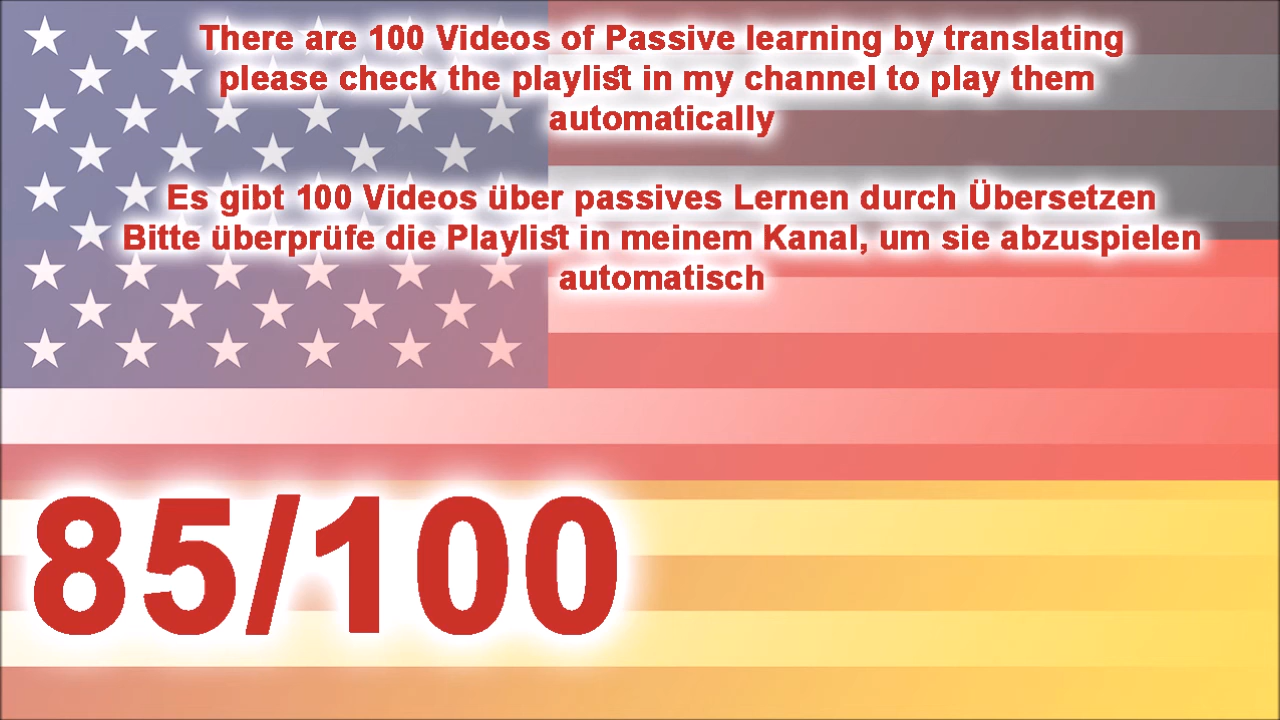 There are 100 Videos of Passive learning by translating
please check the playlist in my channel to play them
automatically
Es gibt 100 Videos über passives Lernen durch Übersetzen
Bitte überprüfe die Playlist in meinem Kanal, um sie abzuspielen
automatisch
85/100